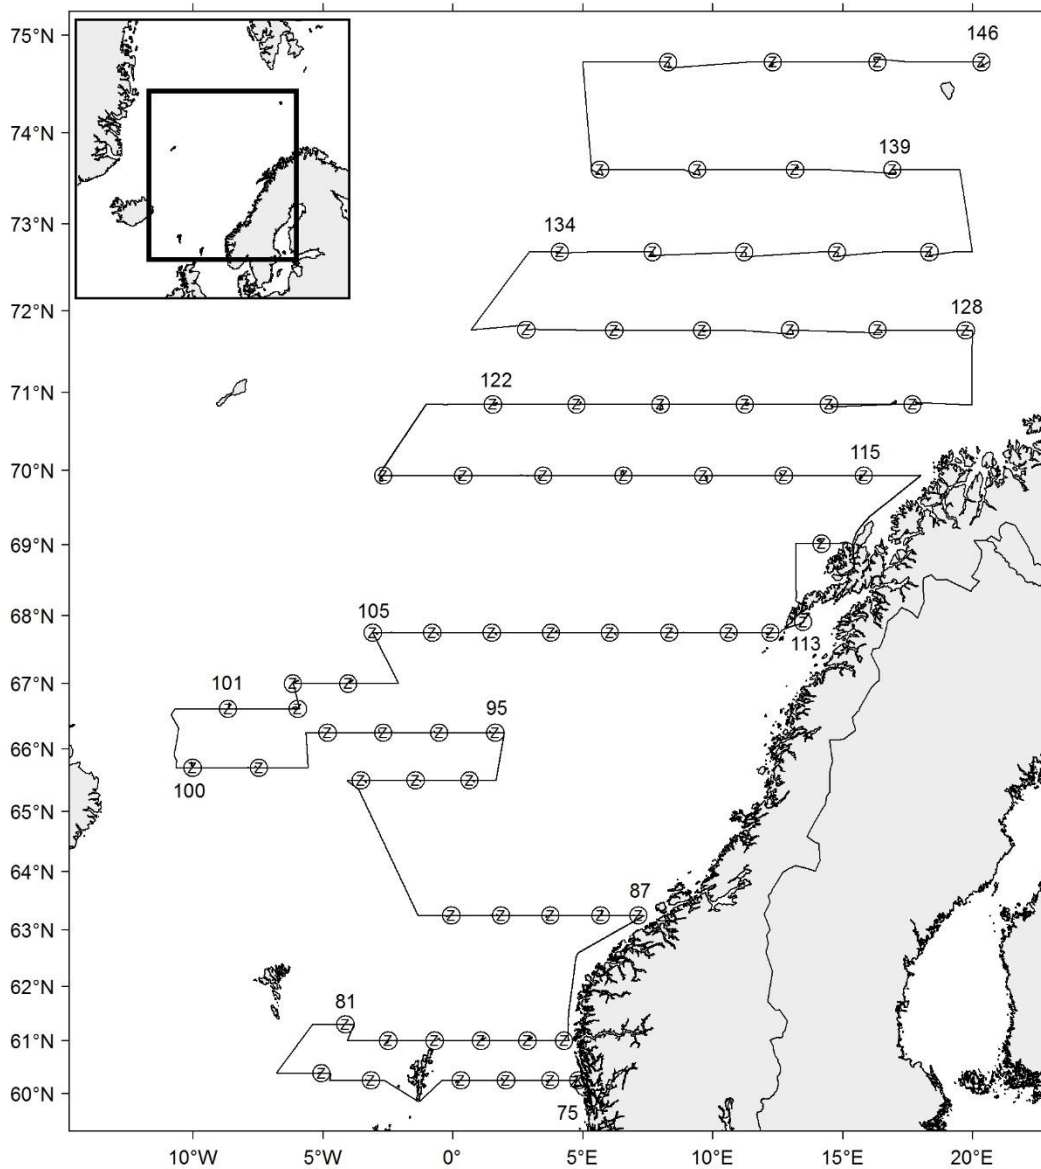 75°N
146
Z Z Z Z
74°N
139
Z Z Z Z
73°N
134
Z Z Z Z Z
72°N
128
Z Z Z Z Z Z
71°N
122
Z Z Z Z Z Z
70°N
115
Z Z Z Z Z Z Z
69°N
Z
68°N
105
Z
Z Z Z Z Z Z Z Z
113
67°N
Z Z
101
Z Z
95
Z Z Z Z
66°N
Z Z
100
Z Z Z
65°N
64°N
87
Z Z Z Z Z
63°N
62°N
81
Z
61°N
Z Z Z Z Z
Z
Z Z Z Z Z
60°N
75
10°W
5°W
0°
5°E
10°E
15°E
20°E